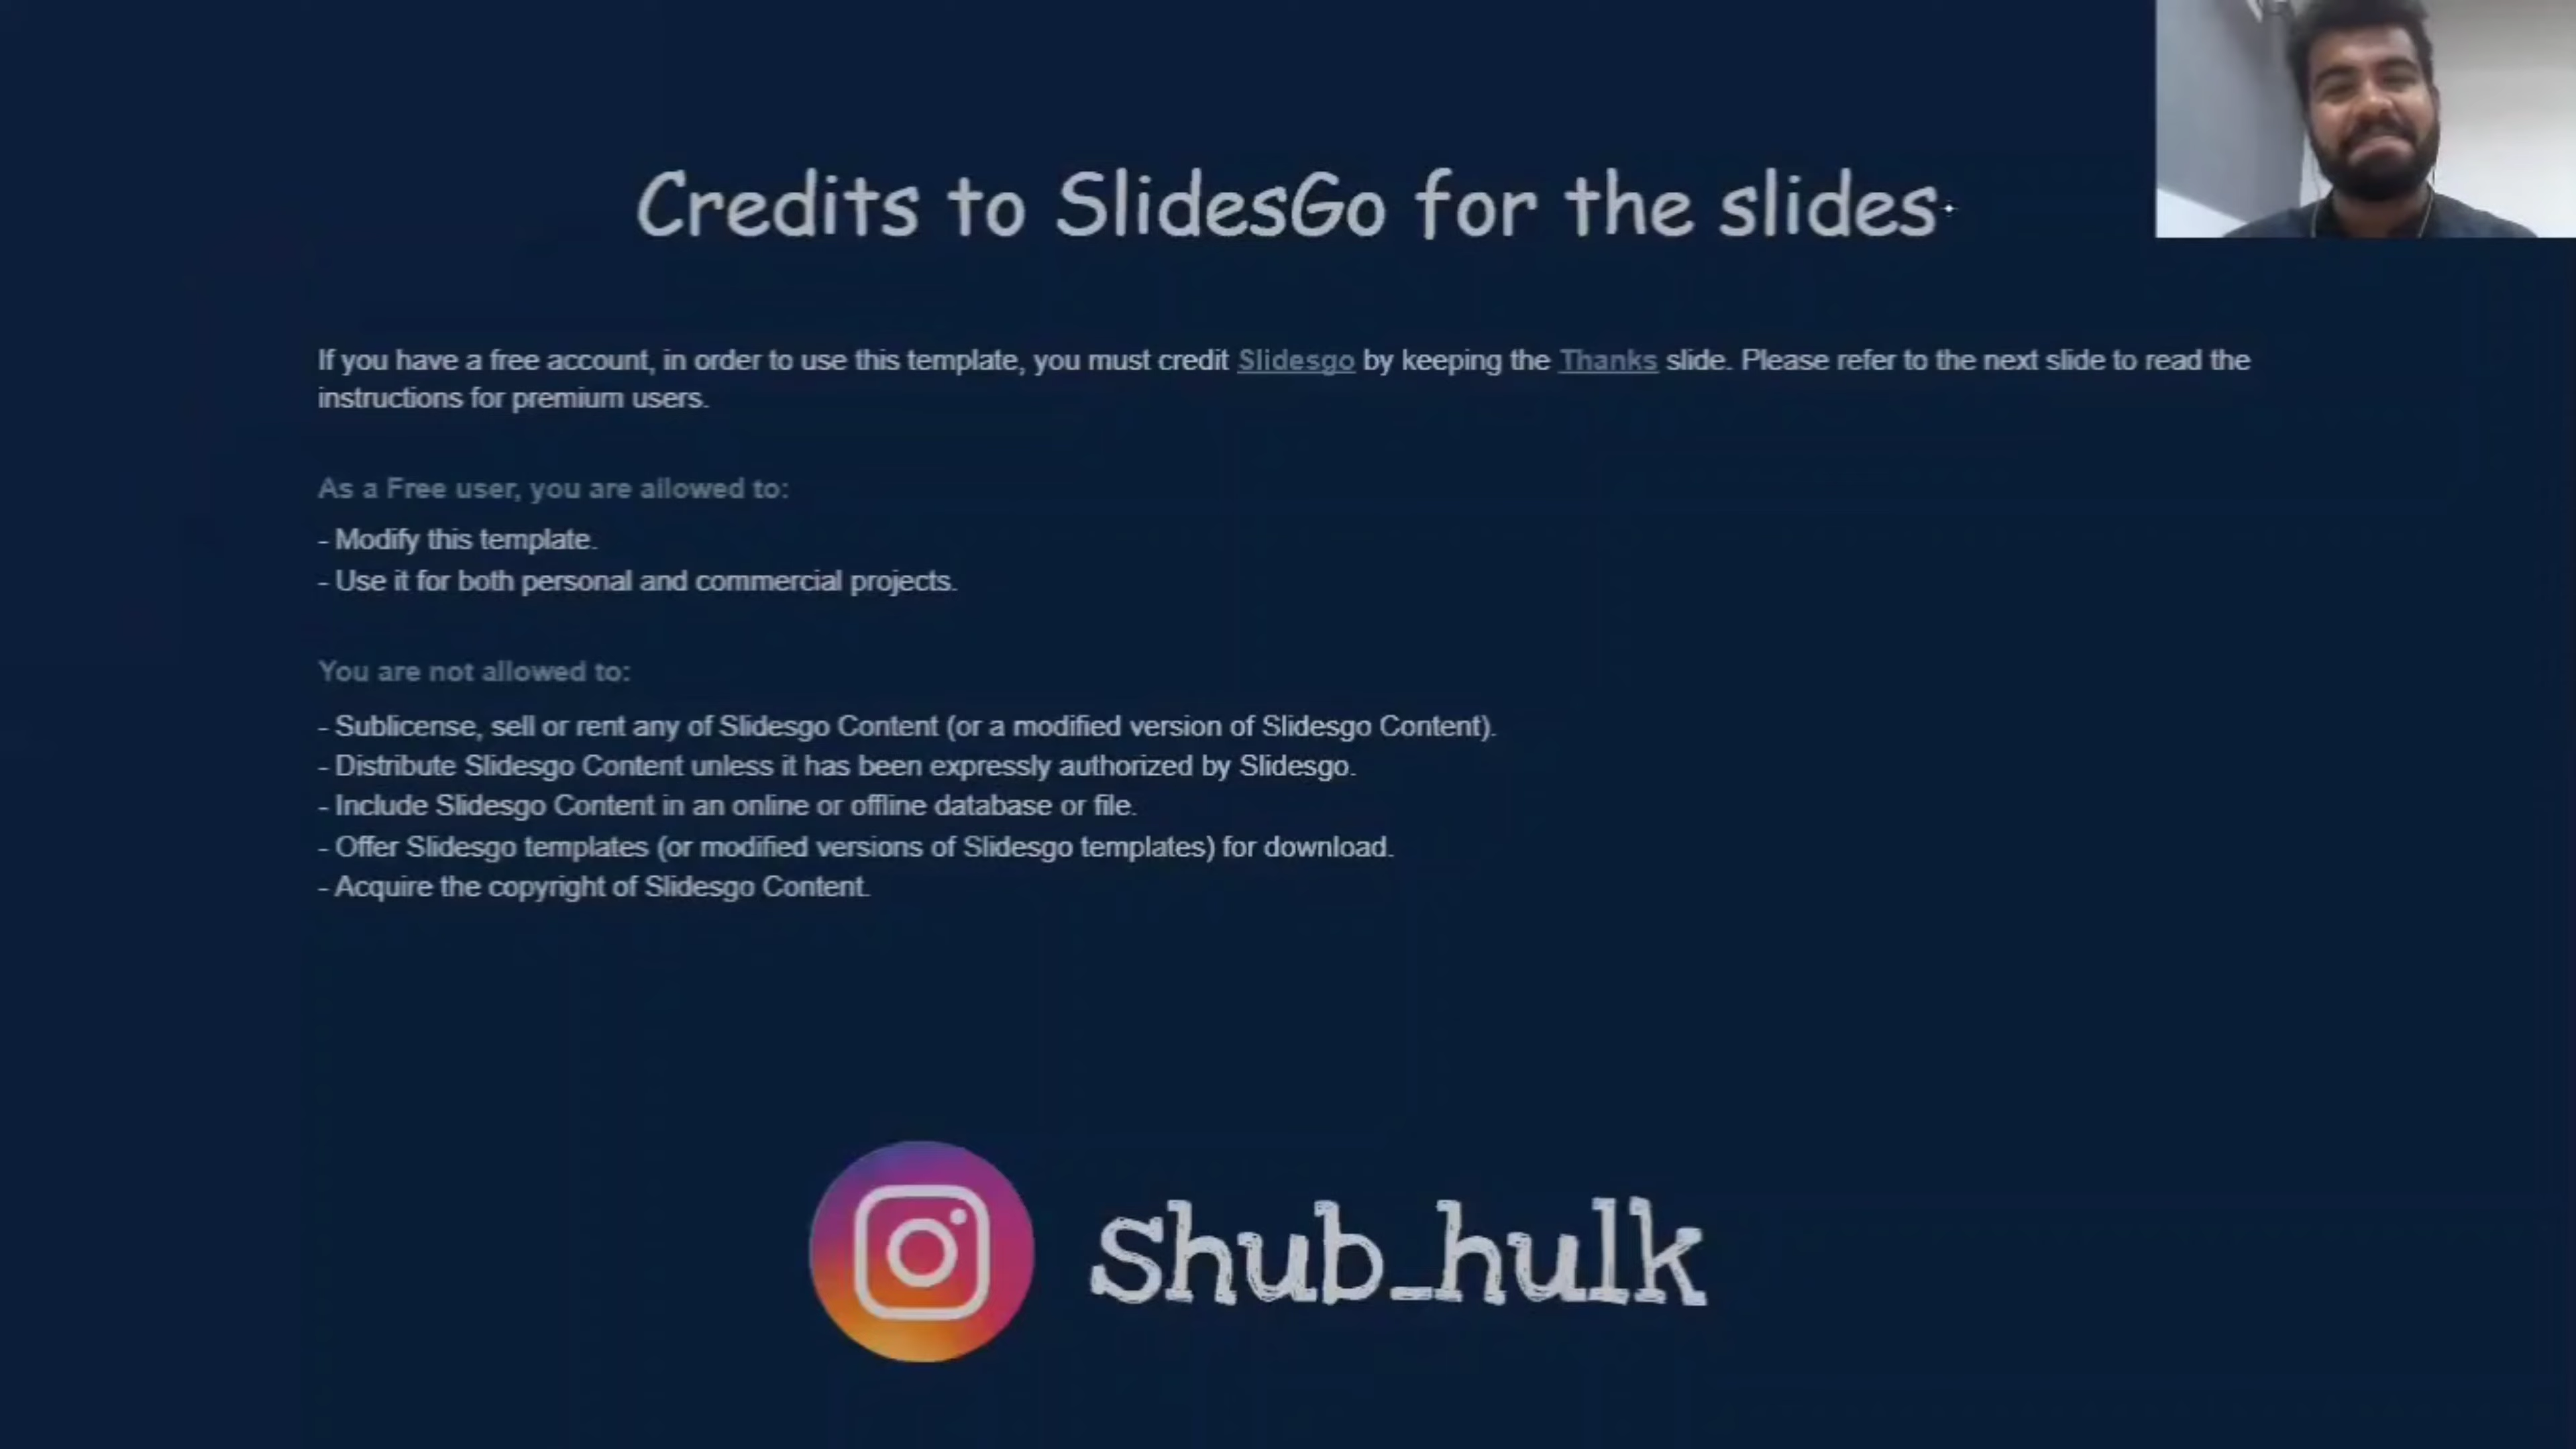 Credits to SlidesGo for the slides
If you have a free account, in order to use this template, you must credit Slidesgo by keeping the Thanks slide. Please refer to the next slide to read the
instructions for premium users.
As a Free user, you are allowed to:
- Modify this template.
- Use it for both personal and commercial projects.
You are not allowed to:
- Sublicense, sell or rent any of Slidesgo Content (or a modified version of Slidesgo Content).
- Distribute Slidesgo Content unless it has been expressly authorized by Slidesgo.
- Include Slidesgo Content in an online or offline database or file.
- Offer Slidesgo templates (or modified versions of Slidesgo templates) for download.
- Acquire the copyright of Slidesgo Content.
shub_hulk